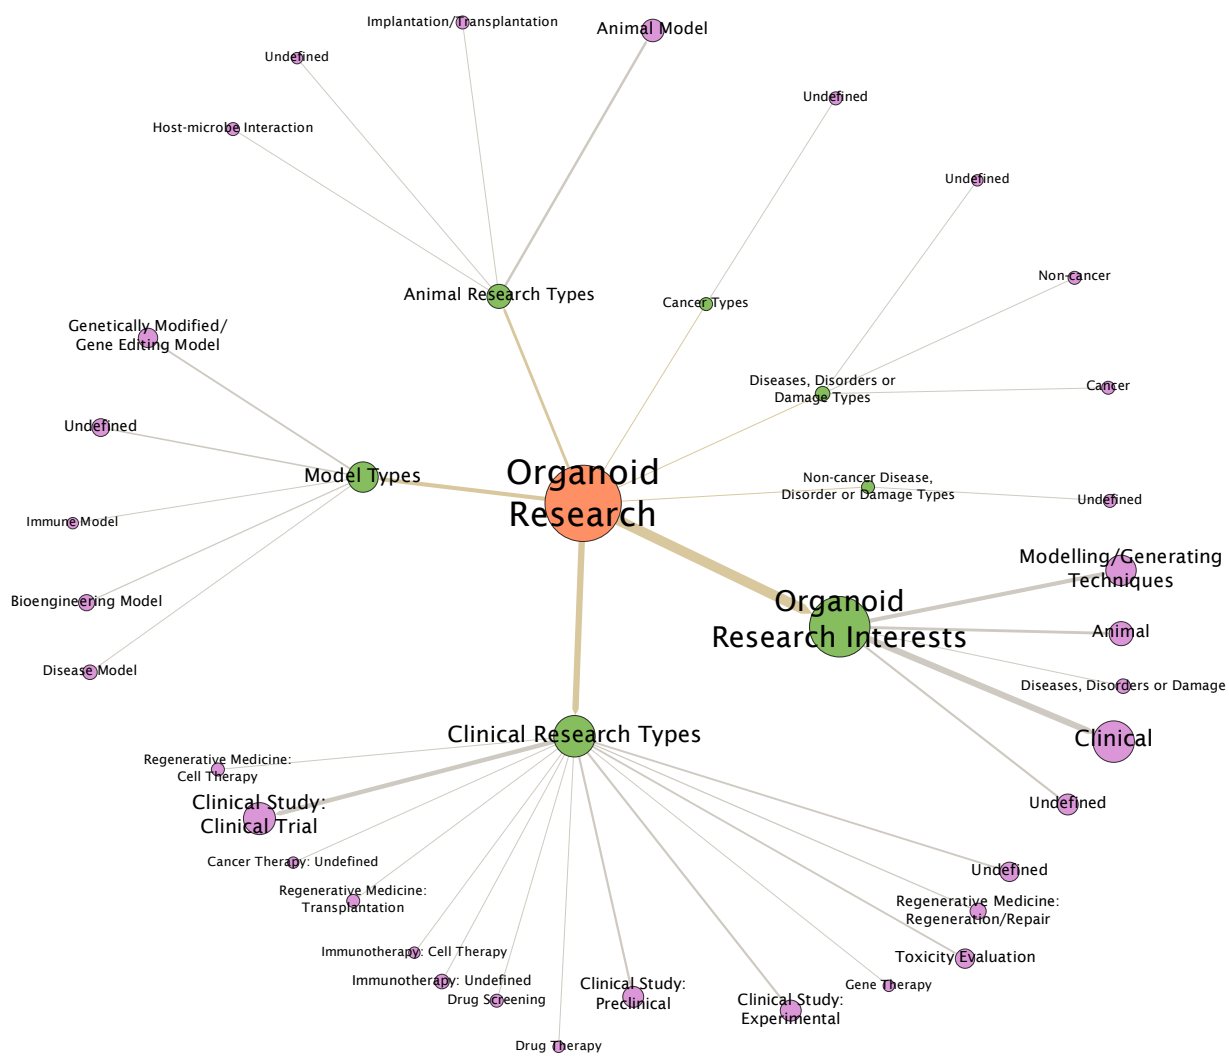 Implantation/Transplantation
Animal Model
Undefined
Host-microbe Interaction
Undefined
Undefined
Non-cancer
Animal Research Types
Cancer Types
Genetically Modified/
Gene Editing Model
Diseases, Disorders or
Damage Types
Cancer
Undefined
Model Types
Organoid
Research
Non-cancer Disease,
Disorder or Damage Types
Undefined
Immune Model
Modelling/Generating
Techniques
Bioengineering Model
Organoid
Research Interests
Animal
Disease Model
Diseases, Disorders or Damage
Clinical Research Types
Clinical
Regenerative Medicine:
Cell Therapy
Clinical Study:
Clinical Trial
Undefined
Cancer Therapy: Undefined
Undefined
Regenerative Medicine:
Transplantation
Regenerative Medicine:
Regeneration/Repair
Immunotherapy: Cell Therapy
Toxicity Evaluation
Immunotherapy: Undefined
Drug Screening
Clinical Study:
Preclinical
Gene Therapy
Clinical Study:
Experimental
Drug Therapy